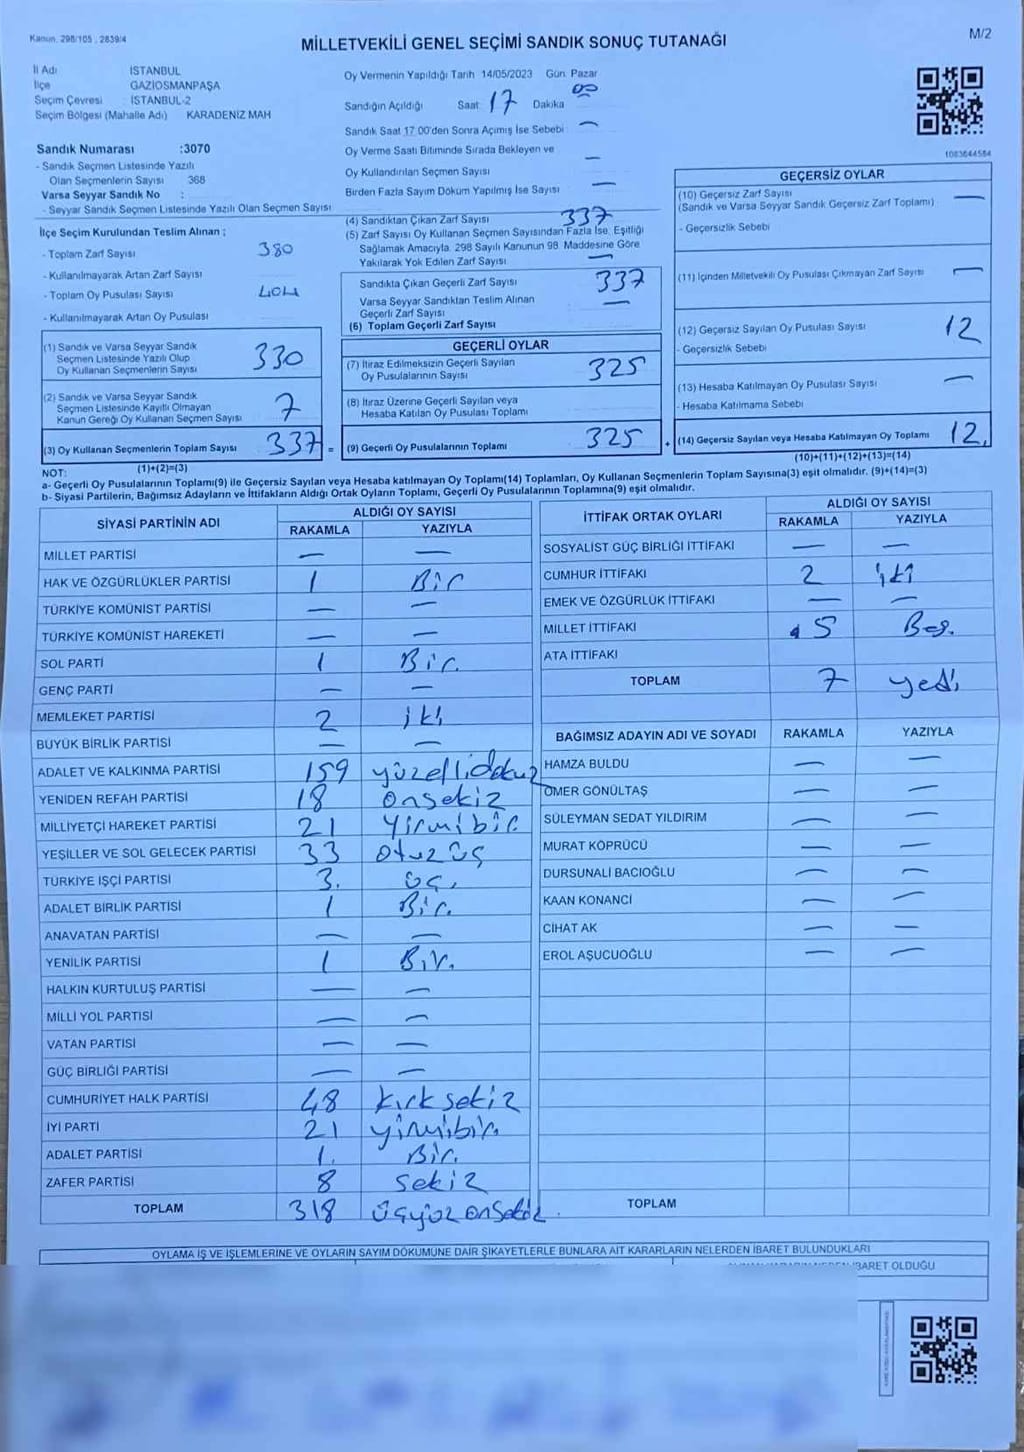 Kanun. 298/105 , 2839/4
MİLLETVEKİLİ GENEL SEÇİMİ SANDIK SONUÇ TUTANAĞI
M/2
İl Adı İSTANBUL
İlçe GAZİOSMANPAŞA
Seçim Çevresi : İSTANBUL-2
Seçim Bölgesi (Mahalle Adı) KARADENİZ MAH
Sandık Numarası :3070
- Sandık Seçmen Listesinde Yazılı
Olan Seçmenlerin Sayısı 368
Varsa Seyyar Sandık No :
- Seyyar Sandık Seçmen Listesinde Yazılı Olan Seçmen Sayısı
İlçe Seçim Kurulundan Teslim Alınan ;
- Toplam Zarf Sayısı 380
- Kullanılmayarak Artan Zarf Sayısı
- Toplam Oy Pusulası Sayısı 404
- Kullanılmayarak Artan Oy Pusulası
(1) Sandık ve Varsa Seyyar Sandık
Seçmen Listesinde Yazılı Olup
Oy Kullanan Seçmenlerin Sayısı 330
(2) Sandık ve Varsa Seyyar Sandık
Seçmen Listesinde Kayıtlı Olmayan
Kanun Gereği Oy Kullanan Seçmen Sayısı 7
(3) Oy Kullanan Seçmenlerin Toplam Sayısı 337 =
(1)+(2)=(3)
Oy Vermenin Yapıldığı Tarih 14/05/2023 Gün. Pazar
Sandığın Açıldığı Saat: 17 Dakika 00
Sandık Saat 17 00'den Sonra Açımış İse Sebebi —
Oy Verme Saati Bitiminde Sırada Bekleyen ve
Oy Kullandırılan Seçmen Sayısı —
Birden Fazla Sayım Döküm Yapılmış İse Sayısı —
(4) Sandıktan Çıkan Zarf Sayısı 337
(5) Zarf Sayısı Oy Kullanan Seçmen Sayısından Fazla İse, Eşitliği
Sağlamak Amacıyla, 298 Sayılı Kanunun 98. Maddesine Göre
Yakılarak Yok Edilen Zarf Sayısı —
Sandıkta Çıkan Geçerli Zarf Sayısı 337
Varsa Seyyar Sandıktan Teslim Alınan
Geçerli Zarf Sayısı —
(6) Toplam Geçerli Zarf Sayısı
GEÇERLİ OYLAR
(7) İtiraz Edilmeksizin Geçerli Sayılan
Oy Pusulalarının Sayısı 325
(8) İtiraz Üzerine Geçerli Sayılan veya
Hesaba Katılan Oy Pusulası Toplamı
(9) Geçerli Oy Pusulalarının Toplamı 325 +
1083644584
GEÇERSİZ OYLAR
(10) Geçersiz Zarf Sayısı
(Sandık ve Varsa Seyyar Sandık Geçersiz Zarf Toplamı) —
- Geçersizlik Sebebi
(11) İçinden Milletvekili Oy Pusulası Çıkmayan Zarf Sayısı —
(12) Geçersiz Sayılan Oy Pusulası Sayısı 12
- Geçersizlik Sebebi
(13) Hesaba Katılmayan Oy Pusulası Sayısı —
- Hesaba Katılmama Sebebi
(14) Geçersiz Sayılan veya Hesaba Katılmayan Oy Toplamı 12.
(10)+(11)+(12)+(13)=(14)
NOT:
a- Geçerli Oy Pusulalarının Toplamı(9) ile Geçersiz Sayılan veya Hesaba katılmayan Oy Toplamı(14) Toplamları, Oy Kullanan Seçmenlerin Toplam Sayısına(3) eşit olmalıdır. (9)+(14)=(3)
b- Siyasi Partilerin, Bağımsız Adayların ve İttifakların Aldığı Ortak Oyların Toplamı, Geçerli Oy Pusulalarının Toplamına(9) eşit olmalıdır.
SİYASİ PARTİNİN ADI
ALDIĞI OY SAYISI
RAKAMLA YAZIYLA
MİLLET PARTİSİ — —
HAK VE ÖZGÜRLÜKLER PARTİSİ 1 Bir
TÜRKİYE KOMÜNİST PARTİSİ — —
TÜRKİYE KOMÜNİST HAREKETİ — —
SOL PARTİ 1 Bir.
GENÇ PARTİ — —
MEMLEKET PARTİSİ 2 iki
BÜYÜK BİRLİK PARTİSİ — —
ADALET VE KALKINMA PARTİSİ 159 yüzellidokuz
YENİDEN REFAH PARTİSİ 18 onsekiz
MİLLİYETÇİ HAREKET PARTİSİ 21 Yirmibir.
YEŞİLLER VE SOL GELECEK PARTİSİ 33 otuz üç
TÜRKİYE İŞÇİ PARTİSİ 3. üç.
ADALET BİRLİK PARTİSİ 1 Bir.
ANAVATAN PARTİSİ — —
YENİLİK PARTİSİ 1 Bir.
HALKIN KURTULUŞ PARTİSİ — —
MİLLİ YOL PARTİSİ — —
VATAN PARTİSİ — —
GÜÇ BİRLİĞİ PARTİSİ — —
CUMHURİYET HALK PARTİSİ 48 kırksekiz
İYİ PARTİ 21 yirmibir.
ADALET PARTİSİ 1. Bir.
ZAFER PARTİSİ 8 sekiz
TOPLAM 318 üçyüzonsekiz.
İTTİFAK ORTAK OYLARI
ALDIĞI OY SAYISI
RAKAMLA YAZIYLA
SOSYALİST GÜÇ BİRLİĞİ İTTİFAKI — —
CUMHUR İTTİFAKI 2 iki
EMEK VE ÖZGÜRLÜK İTTİFAKI — —
MİLLET İTTİFAKI 5 Beş.
ATA İTTİFAKI
TOPLAM 7 yedi
BAĞIMSIZ ADAYIN ADI VE SOYADI RAKAMLA YAZIYLA
HAMZA BULDU — —
ÖMER GÖNÜLTAŞ — —
SÜLEYMAN SEDAT YILDIRIM — —
MURAT KÖPRÜCÜ — —
DURSUNALİ BACIOĞLU — —
KAAN KONANCİ — —
CİHAT AK — —
EROL AŞUCUOĞLU — —
TOPLAM
OYLAMA İŞ VE İŞLEMLERİNE VE OYLARIN SAYIM DÖKÜMÜNE DAİR ŞİKAYETLERLE BUNLARA AİT KARARLARIN NELERDEN İBARET BULUNDUKLARI
İBARET OLDUĞU